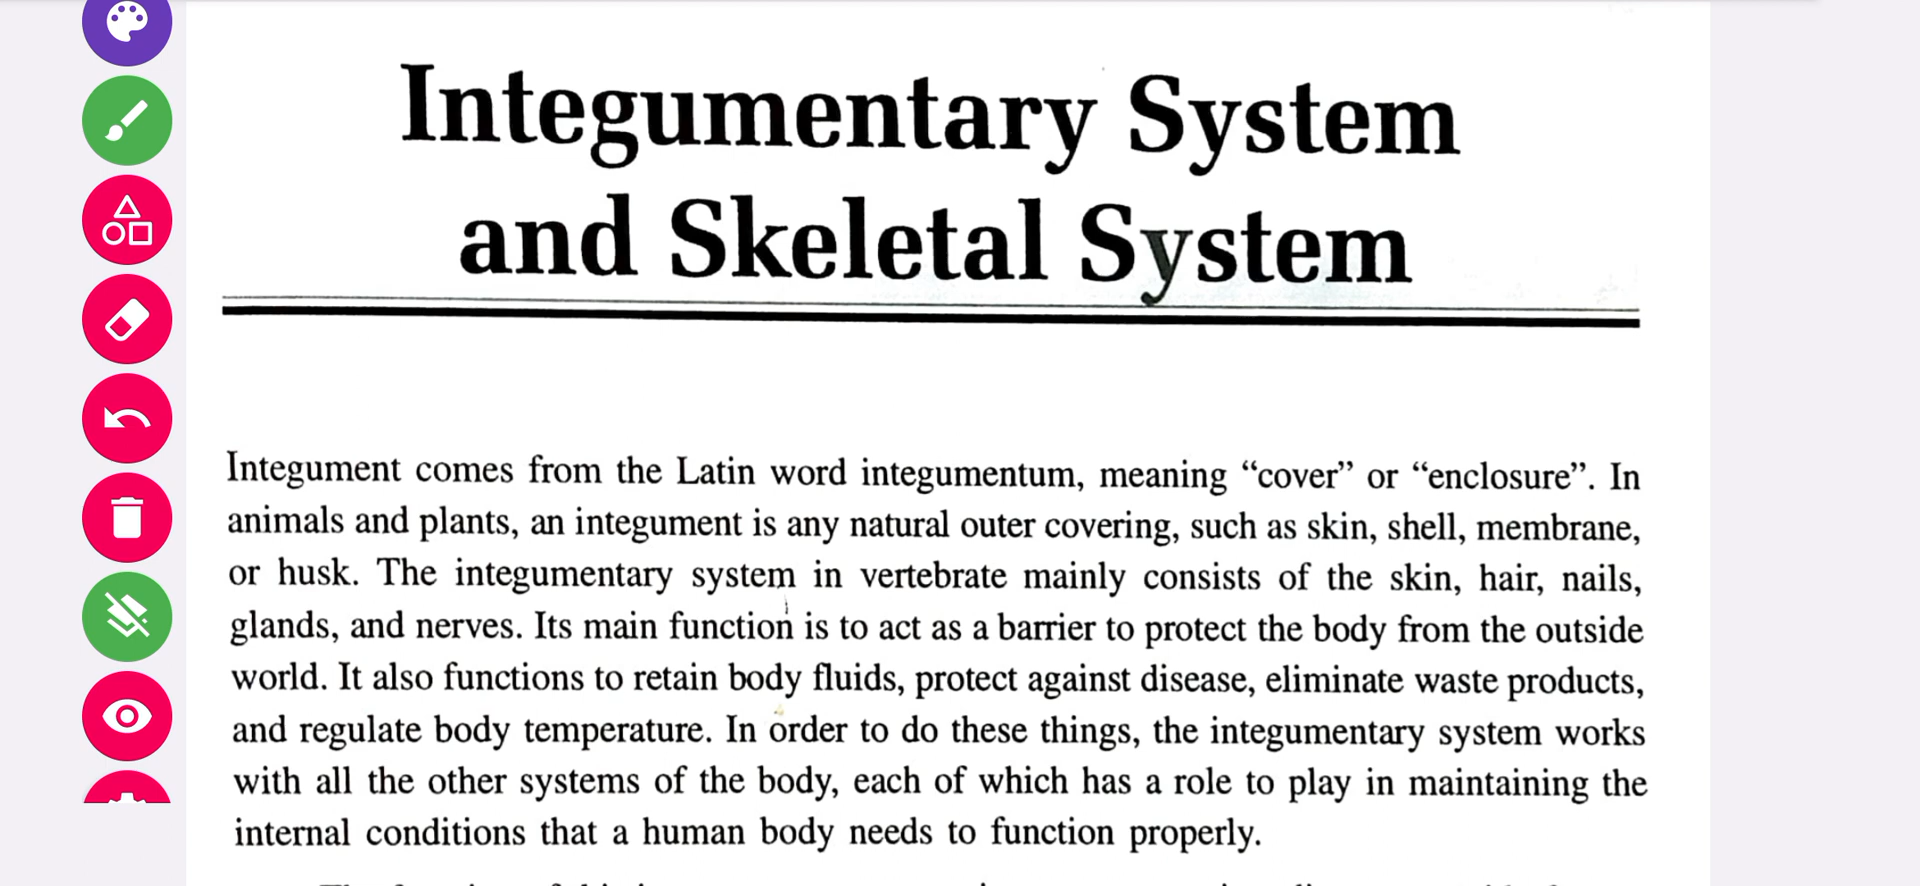 Integumentary System
and Skeletal System
Integument comes from the Latin word integumentum, meaning “cover” or “enclosure”. In
animals and plants, an integument is any natural outer covering, such as skin, shell, membrane,
or husk. The integumentary system in vertebrate mainly consists of the skin, hair, nails,
glands, and nerves. Its main function is to act as a barrier to protect the body from the outside
world. It also functions to retain body fluids, protect against disease, eliminate waste products,
and regulate body temperature. In order to do these things, the integumentary system works
with all the other systems of the body, each of which has a role to play in maintaining the
internal conditions that a human body needs to function properly.